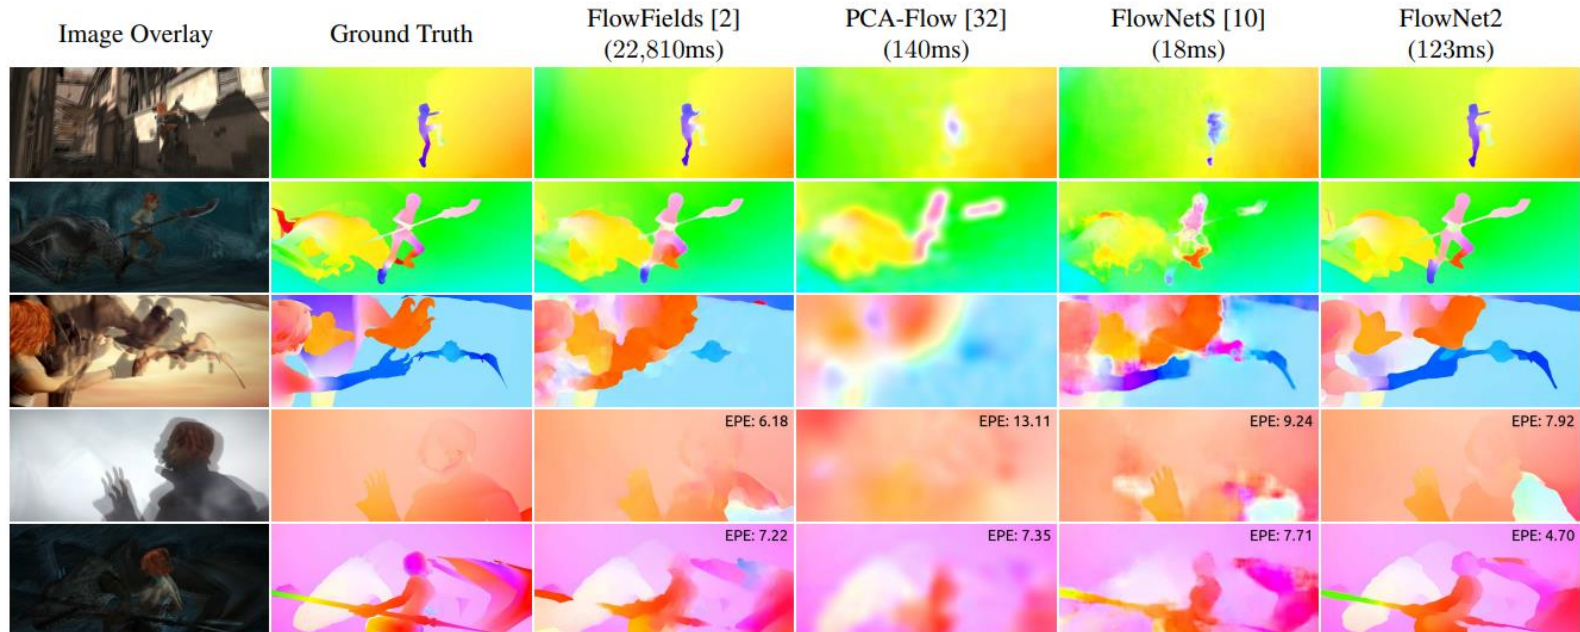 Image Overlay
Ground Truth
FlowFields [2]
(22,810ms)
PCA-Flow [32]
(140ms)
FlowNetS [10]
(18ms)
FlowNet2
(123ms)
EPE: 6.18
EPE: 13.11
EPE: 9.24
EPE: 7.92
EPE: 7.22
EPE: 7.35
EPE: 7.71
EPE: 4.70